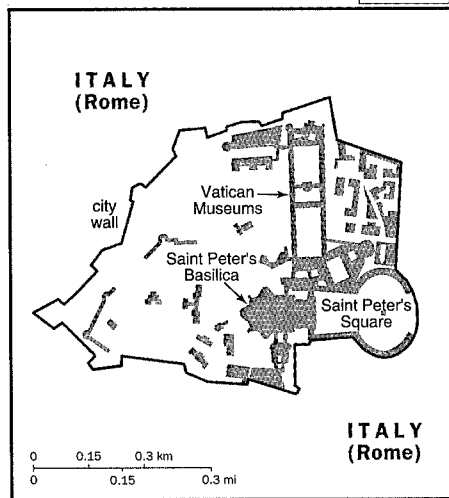 ITALY
(Rome)
city
wall
Vatican
Museums
Saint Peter's
Basilica
Saint Peter's
Square
ITALY
(Rome)
0 0.15 0.3 km
0 0.15 0.3 mi